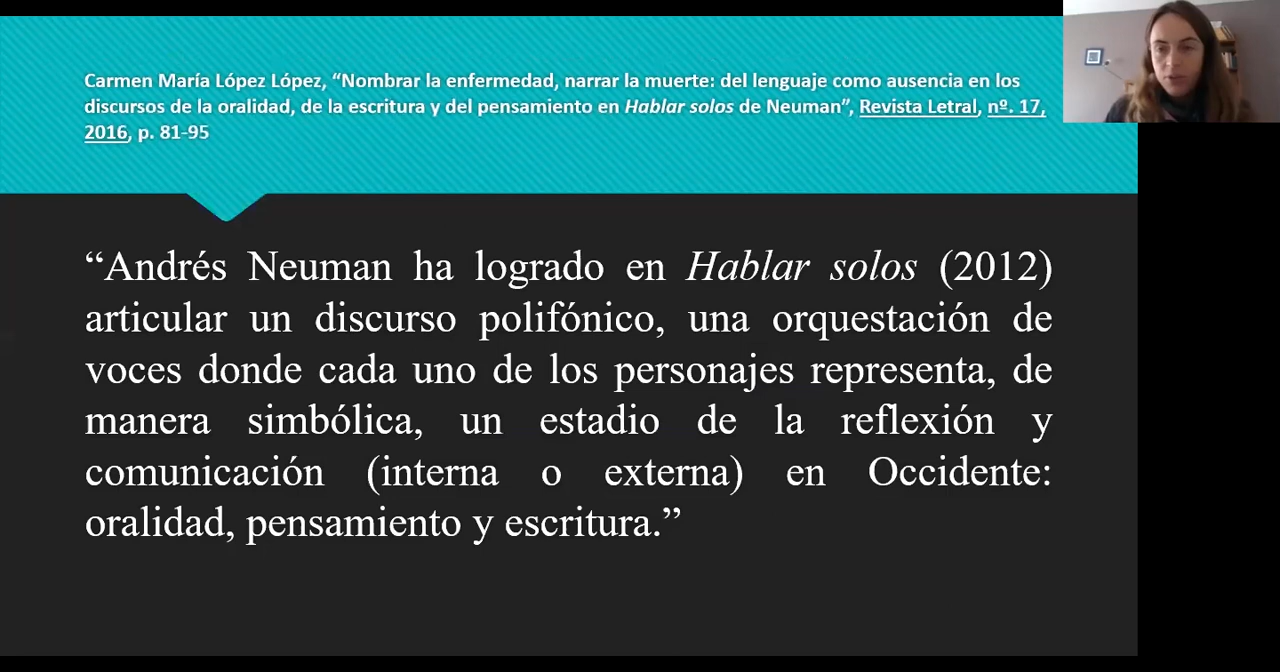 Carmen María López López, “Nombrar la enfermedad, narrar la muerte: del lenguaje como ausencia en los
discursos de la oralidad, de la escritura y del pensamiento en Hablar solos de Neuman”, Revista Letral, nº. 17,
2016, p. 81-95
“Andrés Neuman ha logrado en Hablar solos (2012)
articular un discurso polifónico, una orquestación de
voces donde cada uno de los personajes representa, de
manera simbólica, un estadio de la reflexión y
comunicación (interna o externa) en Occidente:
oralidad, pensamiento y escritura.”